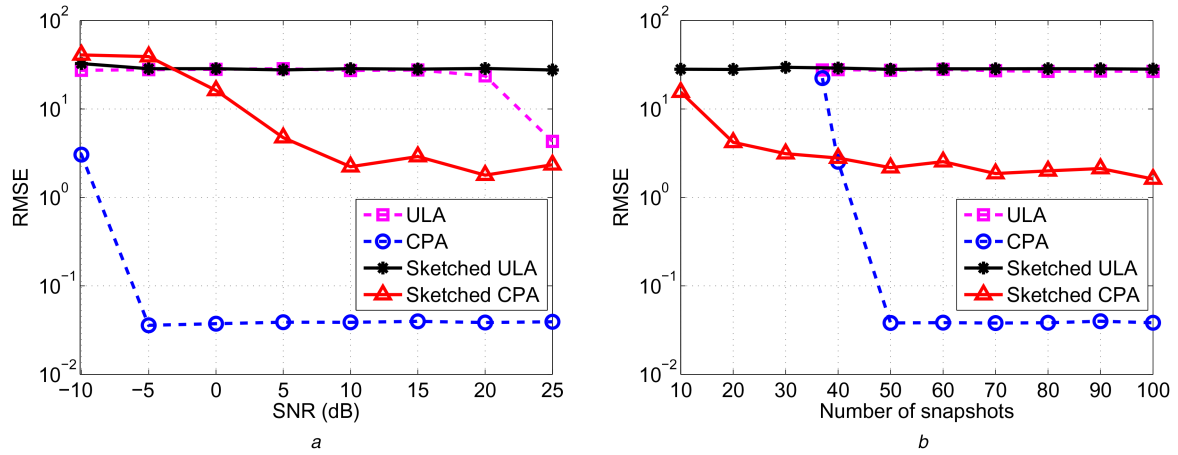 10^2
10^1
10^0
10^-1
10^-2
RMSE
−10 −5 0 5 10 15 20 25
SNR (dB)
ULA
CPA
Sketched ULA
Sketched CPA
a
10^2
10^1
10^0
10^-1
10^-2
RMSE
10 20 30 40 50 60 70 80 90 100
Number of snapshots
ULA
CPA
Sketched ULA
Sketched CPA
b